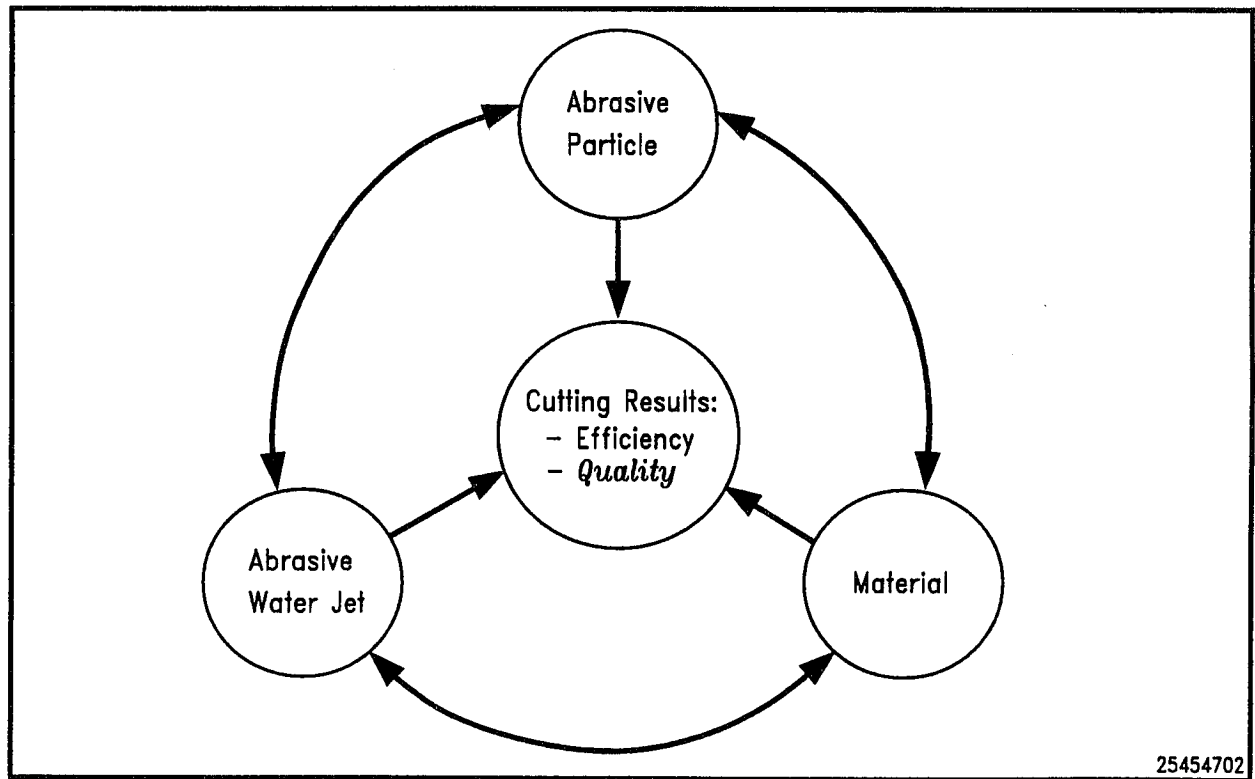 Abrasive
Particle
Cutting Results:
- Efficiency
- Quality
Abrasive
Water Jet
Material
25454702